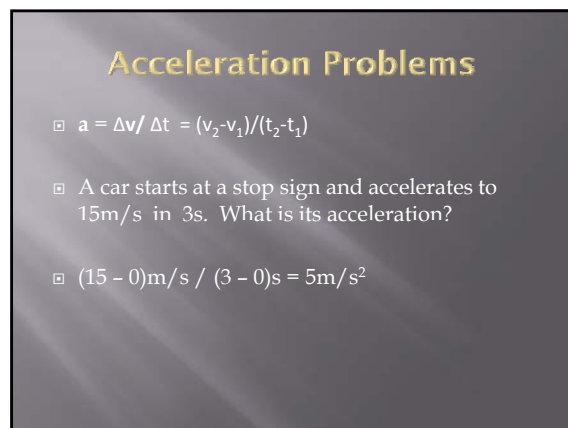 Acceleration Problems
a = Δv/ Δt = (v₂-v₁)/(t₂-t₁)
A car starts at a stop sign and accelerates to
15m/s in 3s. What is its acceleration?
(15 – 0)m/s / (3 – 0)s = 5m/s²